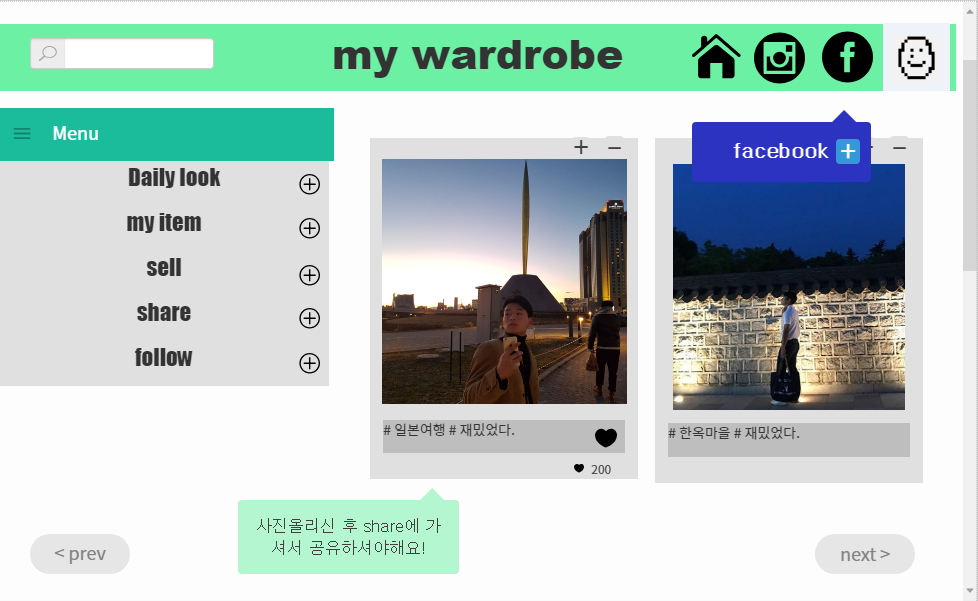 my wardrobe
f
Menu
Daily look
my item
sell
share
follow
+ −
facebook +
−
# 일본여행 # 재밌었다.
200
# 한옥마을 # 재밌었다.
사진올리신 후 share에 가
셔서 공유하셔야해요!
< prev
next >